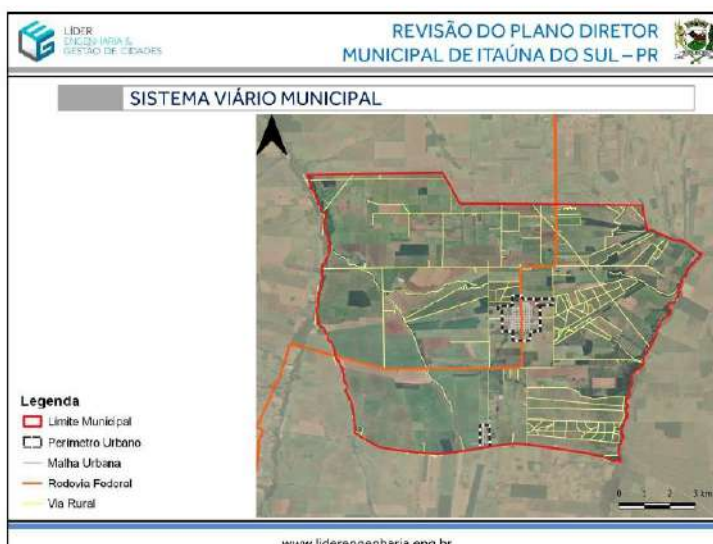 LÍDER
ENGENHARIA &
GESTÃO DE CIDADES
REVISÃO DO PLANO DIRETOR
MUNICIPAL DE ITAÚNA DO SUL – PR
SISTEMA VIÁRIO MUNICIPAL
Legenda
Limite Municipal
Perímetro Urbano
Malha Urbana
Rodovia Federal
Via Rural
0 1 2 3 km
www.liderengenharia.eng.br